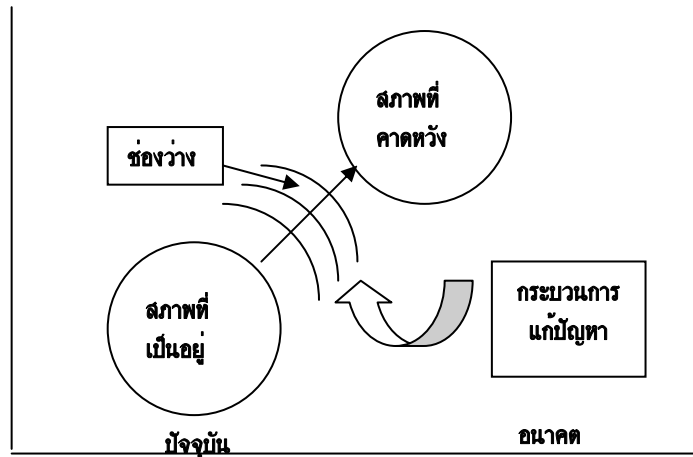 สภาพที่
คาดหวัง
ช่องว่าง
สภาพที่
เป็นอยู่
กระบวนการ
แก้ปัญหา
ปัจจุบัน
อนาคต